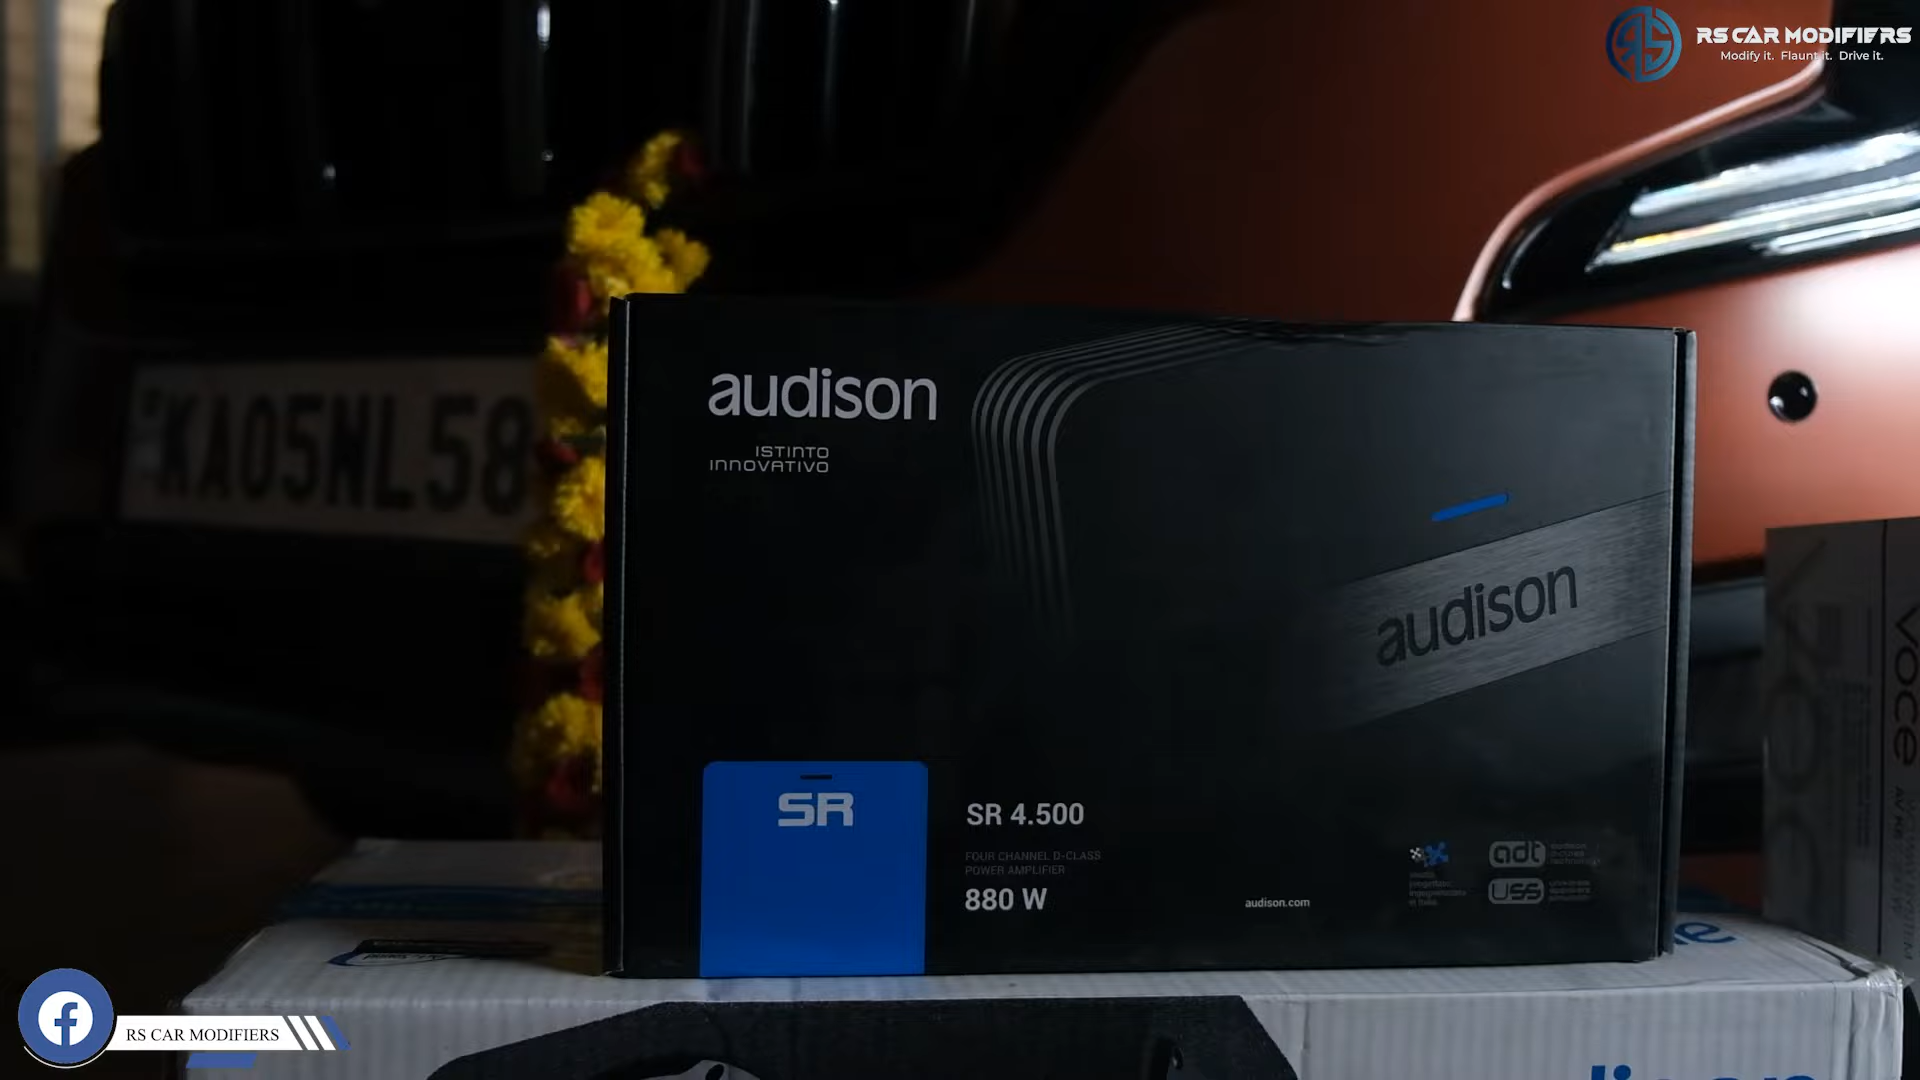 RS CAR MODIFIERS
Modify it. Flaunt it. Drive it.
KA05NL58
audison
ISTINTO
INNOVATIVO
audison
SR
SR 4.500
FOUR CHANNEL D-CLASS
POWER AMPLIFIER
880 W
audison.com
adt
USS
voce
RS CAR MODIFIERS